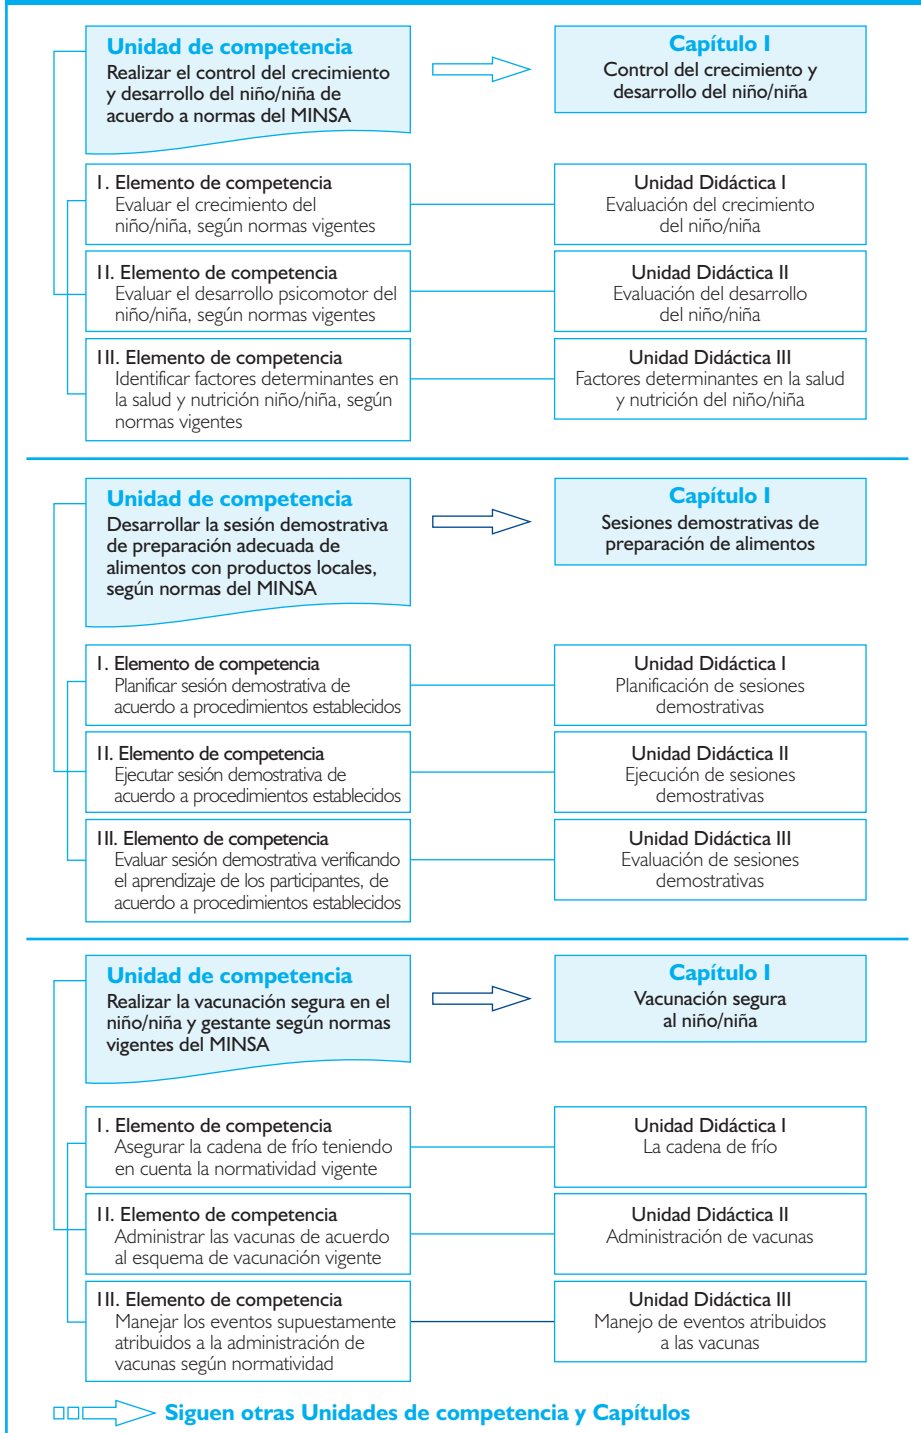 Unidad de competencia
Realizar el control del crecimiento
y desarrollo del niño/niña de
acuerdo a normas del MINSA
Capítulo I
Control del crecimiento y
desarrollo del niño/niña
I. Elemento de competencia
Evaluar el crecimiento del
niño/niña, según normas vigentes
Unidad Didáctica I
Evaluación del crecimiento
del niño/niña
II. Elemento de competencia
Evaluar el desarrollo psicomotor del
niño/niña, según normas vigentes
Unidad Didáctica II
Evaluación del desarrollo
del niño/niña
III. Elemento de competencia
Identificar factores determinantes en
la salud y nutrición niño/niña, según
normas vigentes
Unidad Didáctica III
Factores determinantes en la salud
y nutrición del niño/niña
Unidad de competencia
Desarrollar la sesión demostrativa
de preparación adecuada de
alimentos con productos locales,
según normas del MINSA
Capítulo I
Sesiones demostrativas de
preparación de alimentos
I. Elemento de competencia
Planificar sesión demostrativa de
acuerdo a procedimientos establecidos
Unidad Didáctica I
Planificación de sesiones
demostrativas
II. Elemento de competencia
Ejecutar sesión demostrativa de
acuerdo a procedimientos establecidos
Unidad Didáctica II
Ejecución de sesiones
demostrativas
III. Elemento de competencia
Evaluar sesión demostrativa verificando
el aprendizaje de los participantes, de
acuerdo a procedimientos establecidos
Unidad Didáctica III
Evaluación de sesiones
demostrativas
Unidad de competencia
Realizar la vacunación segura en el
niño/niña y gestante según normas
vigentes del MINSA
Capítulo I
Vacunación segura
al niño/niña
I. Elemento de competencia
Asegurar la cadena de frío teniendo
en cuenta la normatividad vigente
Unidad Didáctica I
La cadena de frío
II. Elemento de competencia
Administrar las vacunas de acuerdo
al esquema de vacunación vigente
Unidad Didáctica II
Administración de vacunas
III. Elemento de competencia
Manejar los eventos supuestamente
atribuidos a la administración de
vacunas según normatividad
Unidad Didáctica III
Manejo de eventos atribuidos
a las vacunas
Siguen otras Unidades de competencia y Capítulos